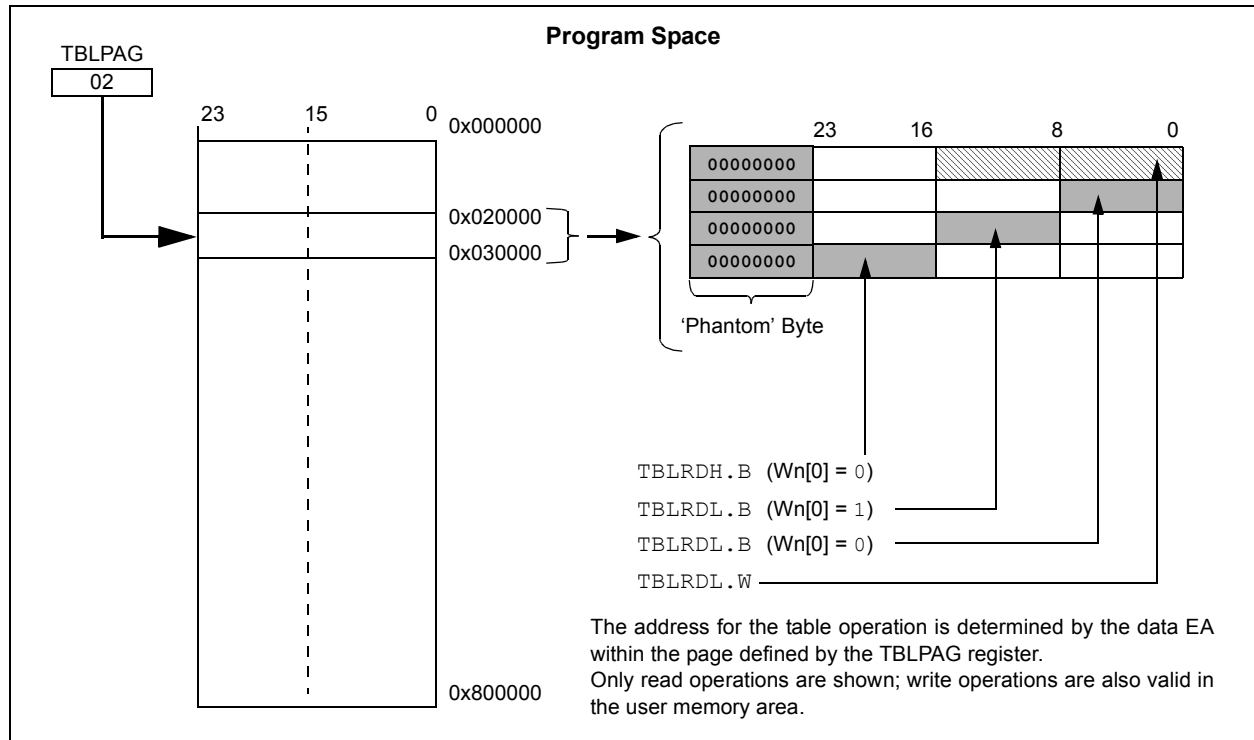 Program Space
TBLPAG
02
23 15 0
0x000000
0x020000
0x030000
0x800000
23 16 8 0
00000000
00000000
00000000
00000000
‘Phantom’ Byte
TBLRDH.B (Wn[0] = 0)
TBLRDL.B (Wn[0] = 1)
TBLRDL.B (Wn[0] = 0)
TBLRDL.W
The address for the table operation is determined by the data EA
within the page defined by the TBLPAG register.
Only read operations are shown; write operations are also valid in
the user memory area.